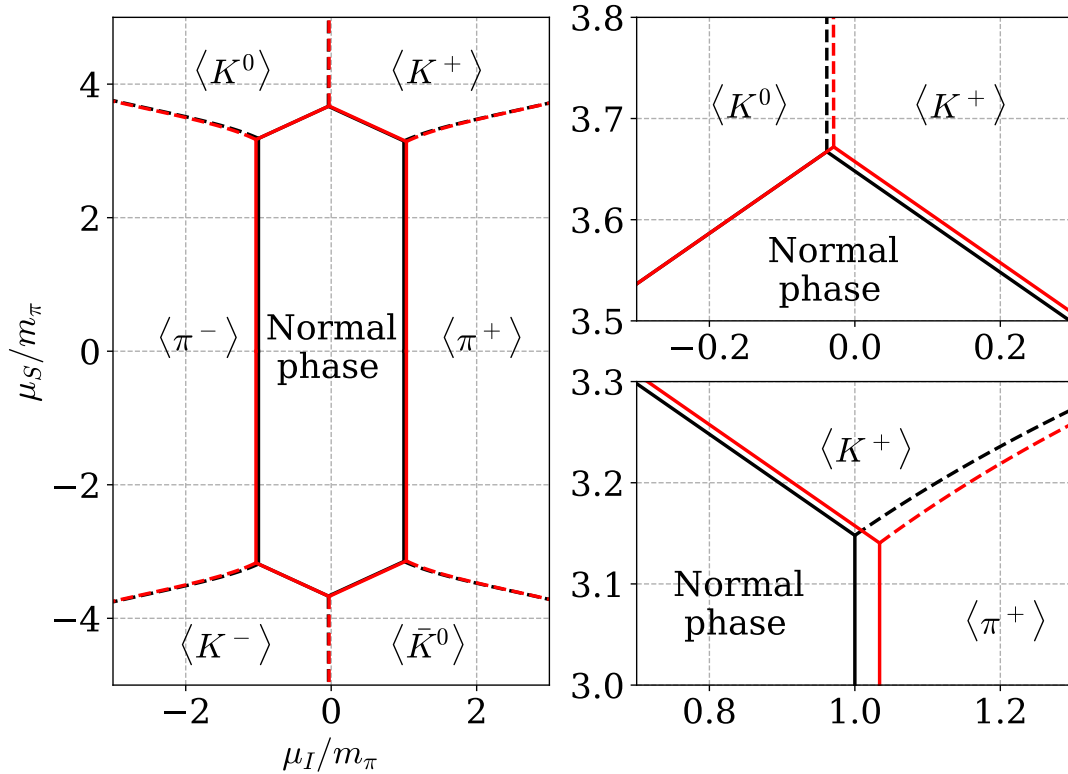 ⟨K⁰⟩ ⟨K⁺⟩
4
2
0
−2
−4
μ_S/m_π
⟨π⁻⟩ Normal phase ⟨π⁺⟩
⟨K⁻⟩ ⟨K̄⁰⟩
−2 0 2
μ_I/m_π
3.8
3.7
3.6
3.5
⟨K⁰⟩ ⟨K⁺⟩
Normal
phase
−0.2 0.0 0.2
3.3
3.2
3.1
3.0
⟨K⁺⟩
Normal
phase
⟨π⁺⟩
0.8 1.0 1.2